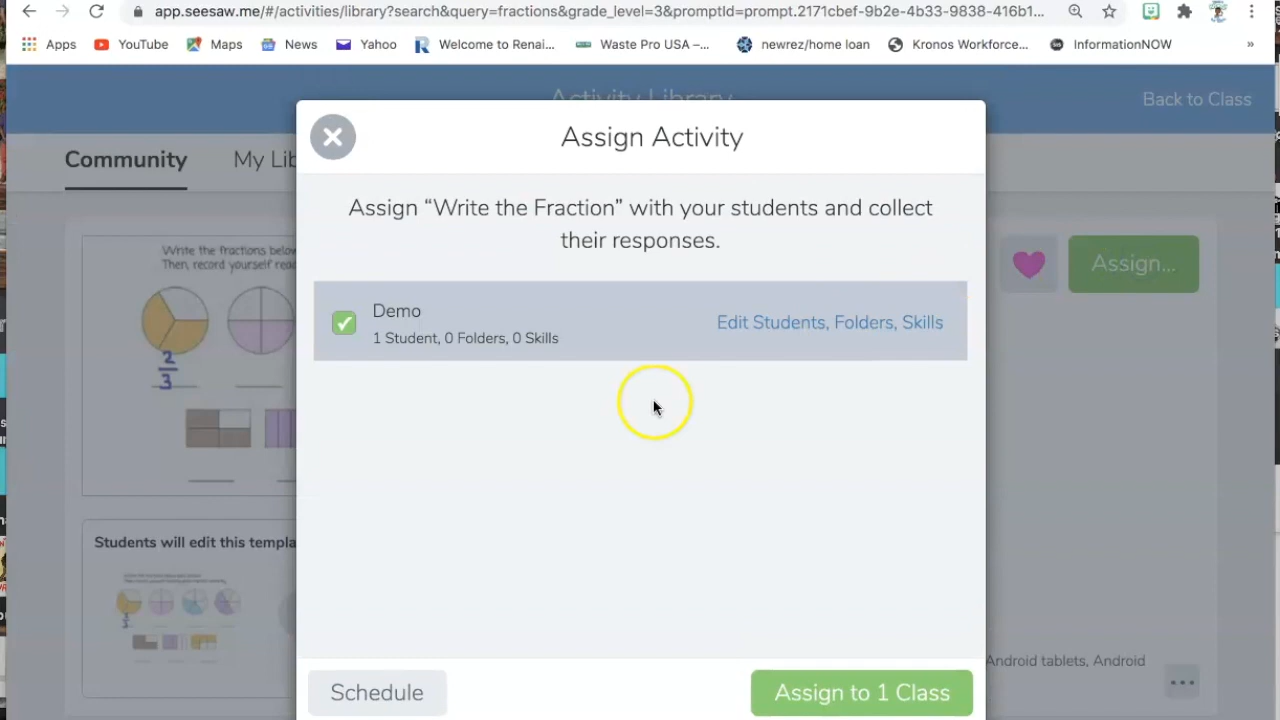 app.seesaw.me/#/activities/library?search&query=fractions&grade_level=3&promptId=prompt.2171cbef-9b2e-4b33-9838-416b1...
Apps YouTube Maps News Yahoo Welcome to Renai... Waste Pro USA –... newrez/home loan Kronos Workforce... InformationNOW »
Activity Library
Back to Class
Assign Activity
Community My Lib
Assign “Write the Fraction” with your students and collect
their responses.
Write the fractions below
Then, record yourself rea
2
3
Assign...
Demo
1 Student, 0 Folders, 0 Skills
Edit Students, Folders, Skills
Students will edit this templa
Android tablets, Android
Schedule
Assign to 1 Class